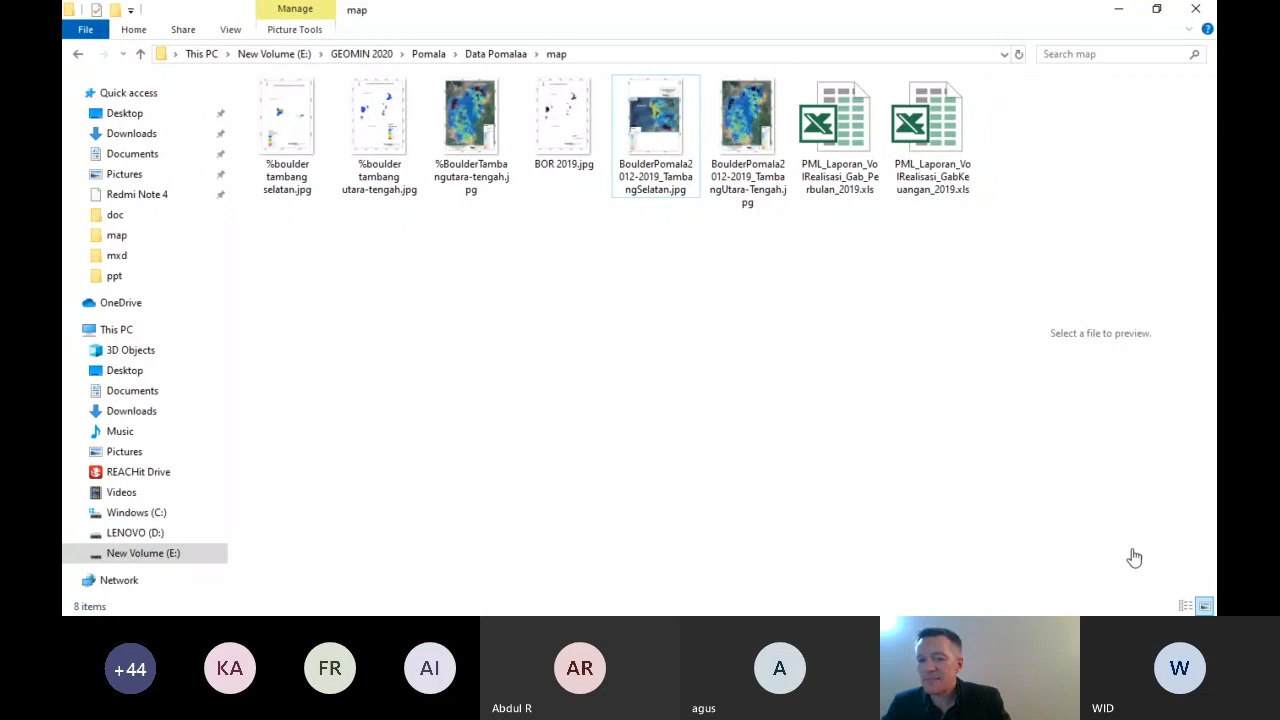 Manage
map
File
Home
Share
View
Picture Tools
This PC
New Volume (E:)
GEOMIN 2020
Pomala
Data Pomalaa
map
Search map
Quick access
Desktop
Downloads
Documents
Pictures
Redmi Note 4
doc
map
mxd
ppt
OneDrive
This PC
3D Objects
Desktop
Documents
Downloads
Music
Pictures
REACHit Drive
Videos
Windows (C:)
LENOVO (D:)
New Volume (E:)
Network
8 items
%boulder
tambang
selatan.jpg
%boulder
tambang
utara-tengah.jpg
%BoulderTamba
ngutara-tengah.j
pg
BOR 2019.jpg
BoulderPomala2
012-2019_Tamba
ngSelatan.jpg
BoulderPomala2
012-2019_Tamba
ngUtara-Tengah.j
pg
PML_Laporan_Vo
lRealisasi_Gab_Pe
rbulan_2019.xls
PML_Laporan_Vo
lRealisasi_GabKe
uangan_2019.xls
Select a file to preview.
+44
KA
FR
AI
AR
Abdul R
A
agus
W
WID